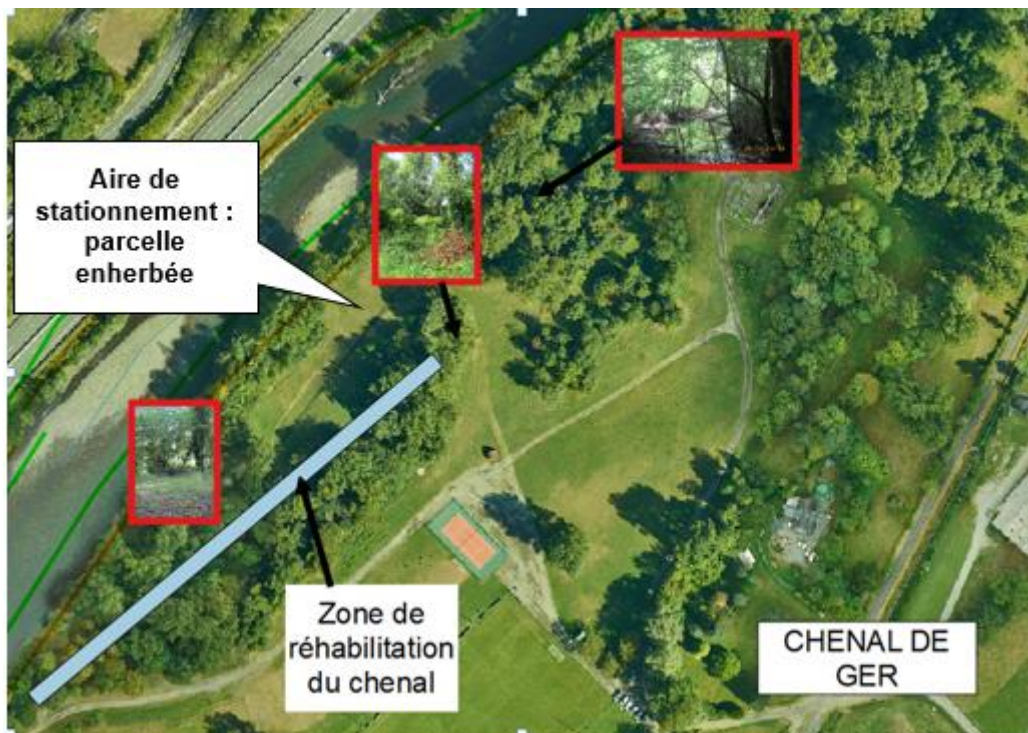 Aire de
stationnement :
parcelle
enherbée
Zone de
réhabilitation
du chenal
CHENAL DE
GER